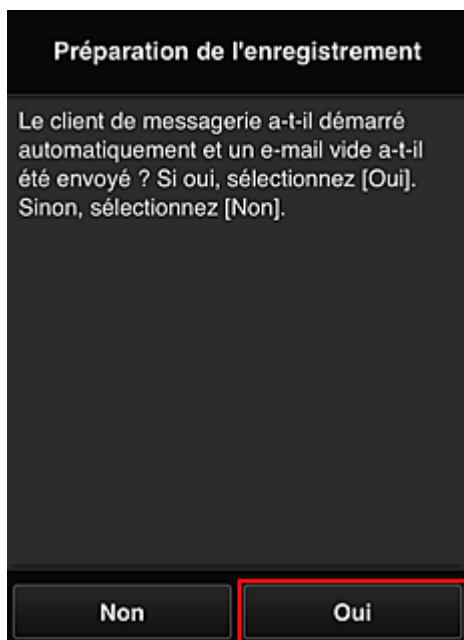 Préparation de l'enregistrement
Le client de messagerie a-t-il démarré
automatiquement et un e-mail vide a-t-il
été envoyé ? Si oui, sélectionnez [Oui].
Sinon, sélectionnez [Non].
Non
Oui